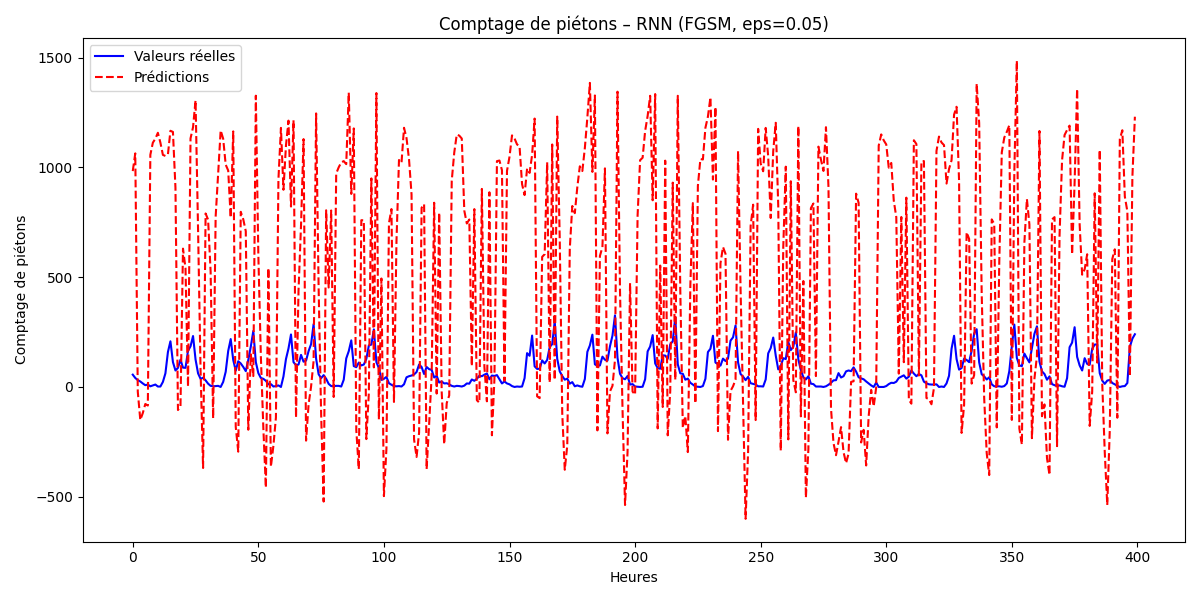 Comptage de piétons – RNN (FGSM, eps=0.05)
Valeurs réelles
Prédictions
Comptage de piétons
1500
1000
500
0
−500
0 50 100 150 200 250 300 350 400
Heures